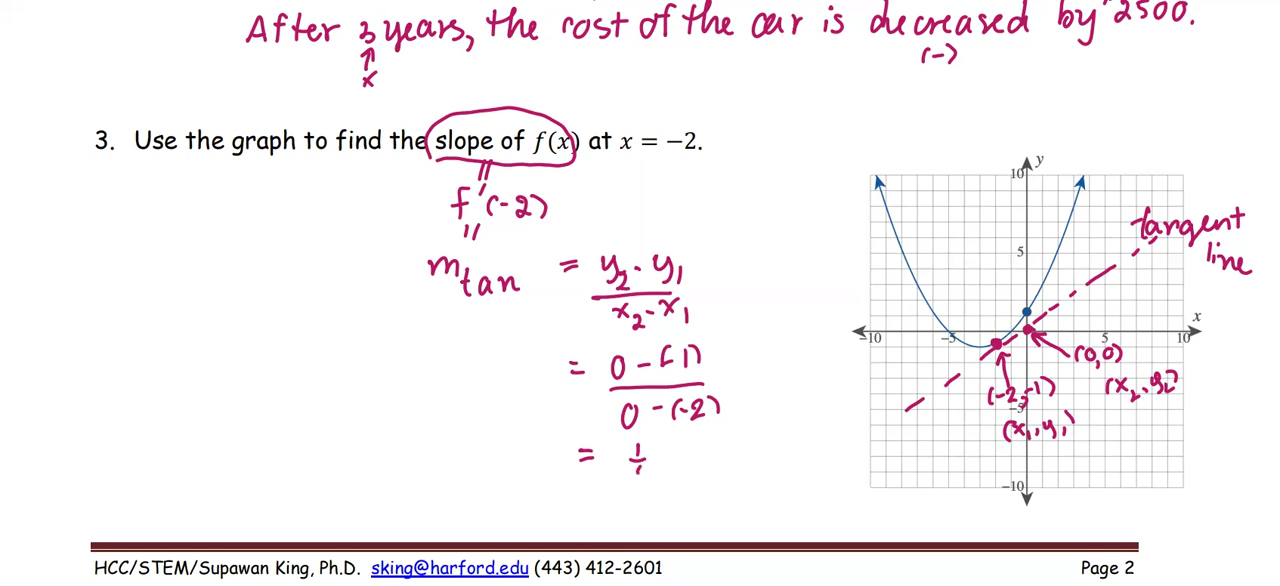 After 3 years, the cost of the car is decreased by 2500.
↑ (-)
x
3. Use the graph to find the slope of f(x) at x = −2.
f'(-2)
m tan = y2 - y1
x2 - x1
= 0 - (-1)
0 - (-2)
= 1
y
10
5
x
-10
-5
5
10
-5
-10
tangent
line
(0,0)
(x2, y2)
(-2,-1)
(x1, y1)
HCC/STEM/Supawan King, Ph.D. sking@harford.edu (443) 412-2601 Page 2